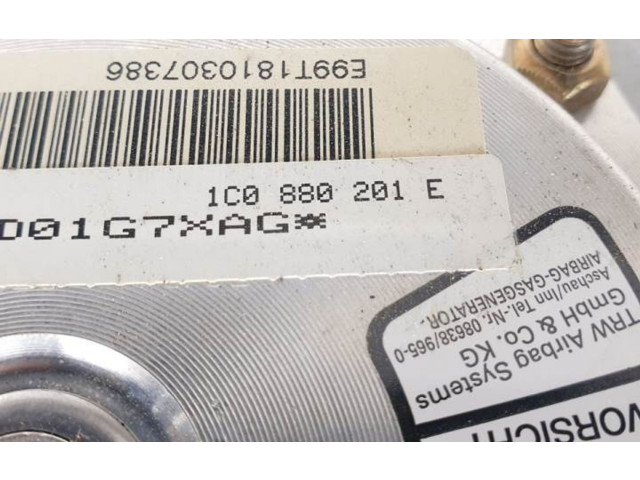 E99T1810307386
1C0 880 201 E
D01G7XAG*
TRW Airbag Systems
GmbH & Co. KG
Aschau/Inn Tel.-Nr. 08638/965-0
AIRBAG-GASGENERATOR.
VORSICHT